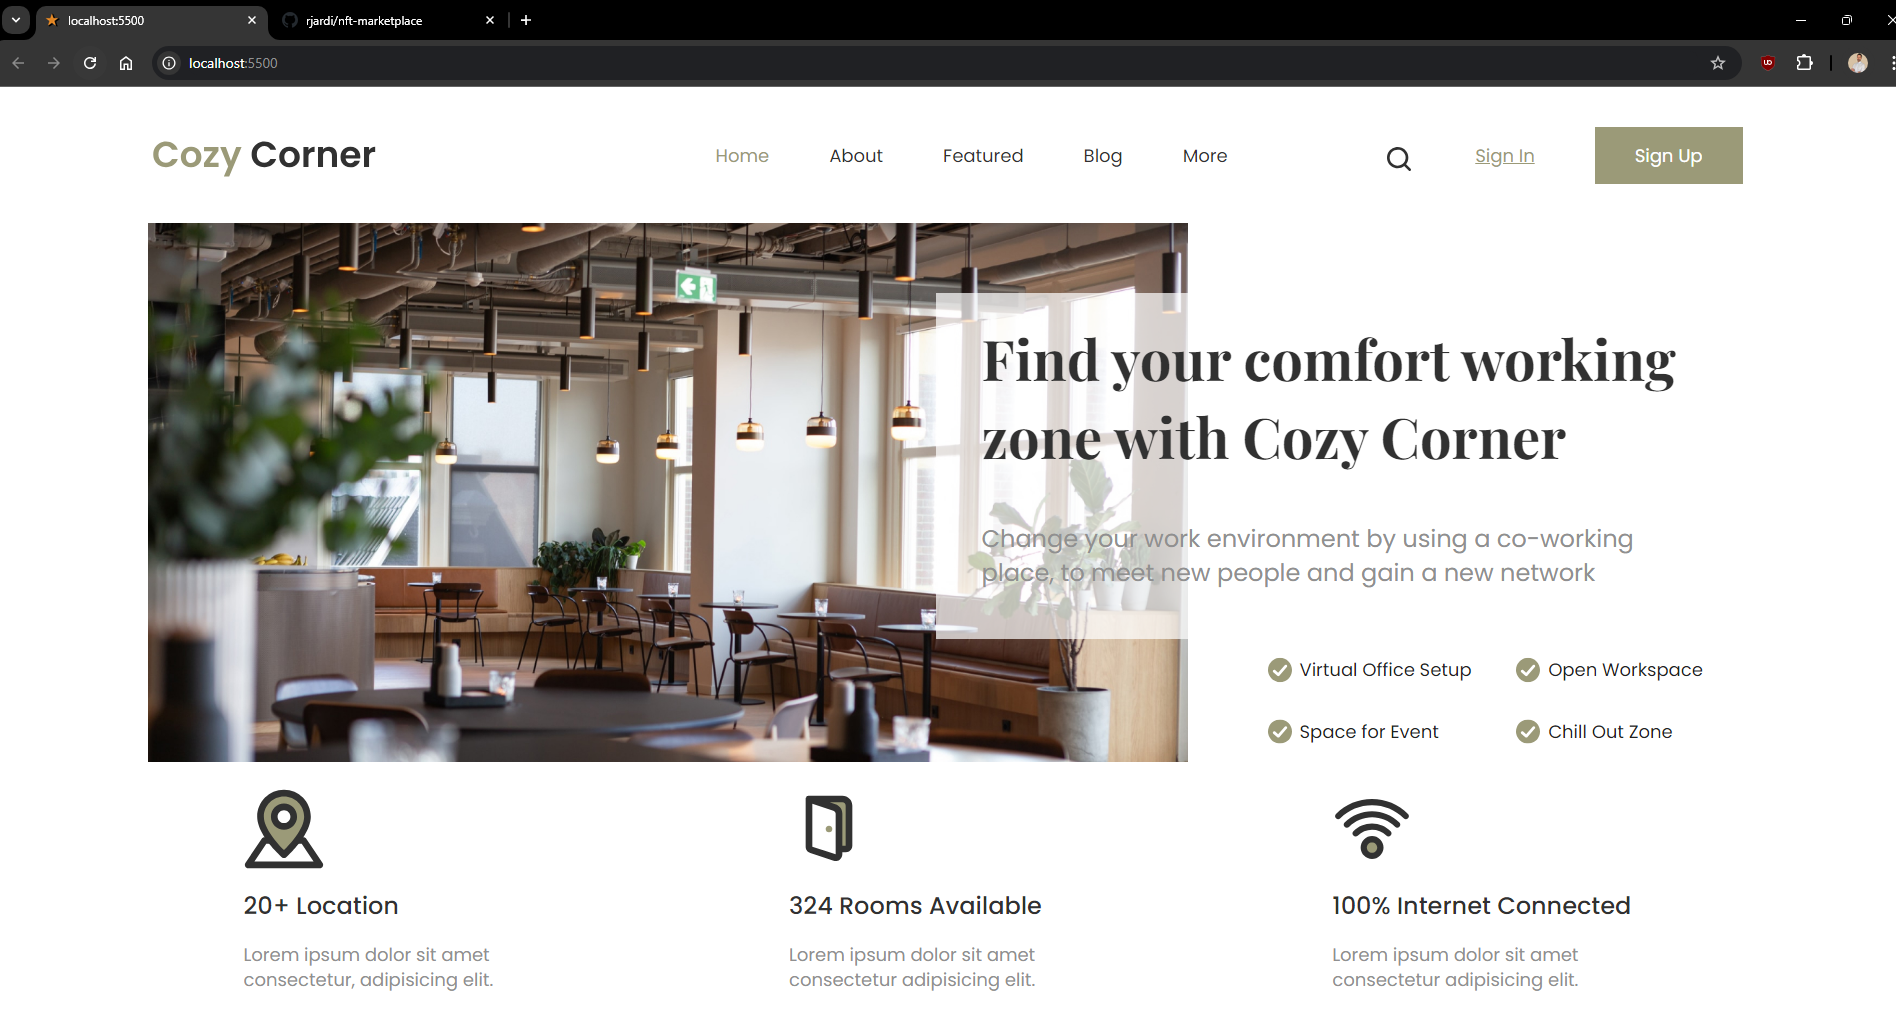 localhost:5500
rjardi/nft-marketplace
localhost:5500
Cozy Corner
Home
About
Featured
Blog
More
Sign In
Sign Up
Find your comfort working
zone with Cozy Corner
Change your work environment by using a co-working
place, to meet new people and gain a new network
Virtual Office Setup
Open Workspace
Space for Event
Chill Out Zone
20+ Location
Lorem ipsum dolor sit amet
consectetur, adipisicing elit.
324 Rooms Available
Lorem ipsum dolor sit amet
consectetur adipisicing elit.
100% Internet Connected
Lorem ipsum dolor sit amet
consectetur adipisicing elit.